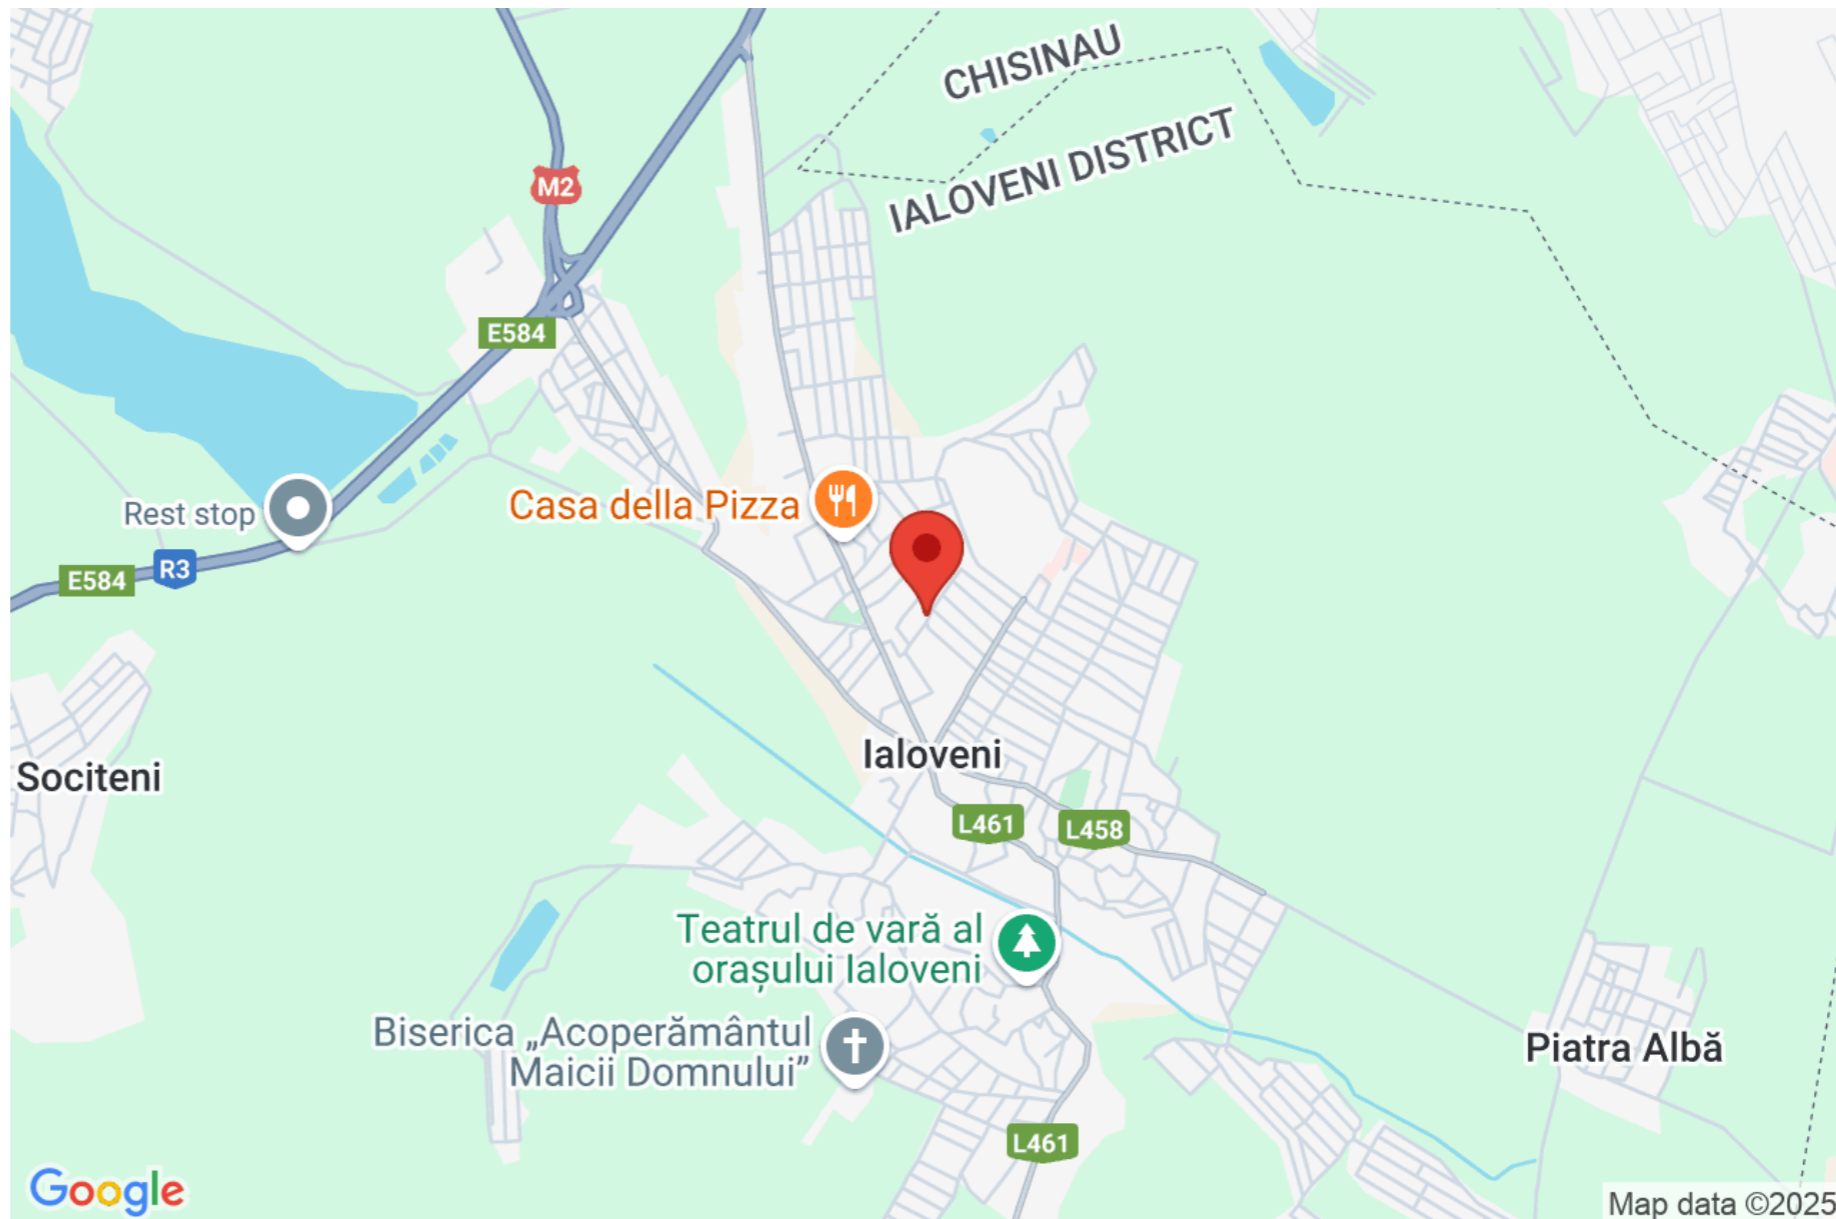 CHISINAU
IALOVENI DISTRICT
M2
E584
Casa della Pizza
Rest stop
R3
E584
Ialoveni
Sociteni
L461
L458
Teatrul de vară al
orașului Ialoveni
Biserica „Acoperământul
Maicii Domnului”
Piatra Albă
L461
Google
Map data ©2025